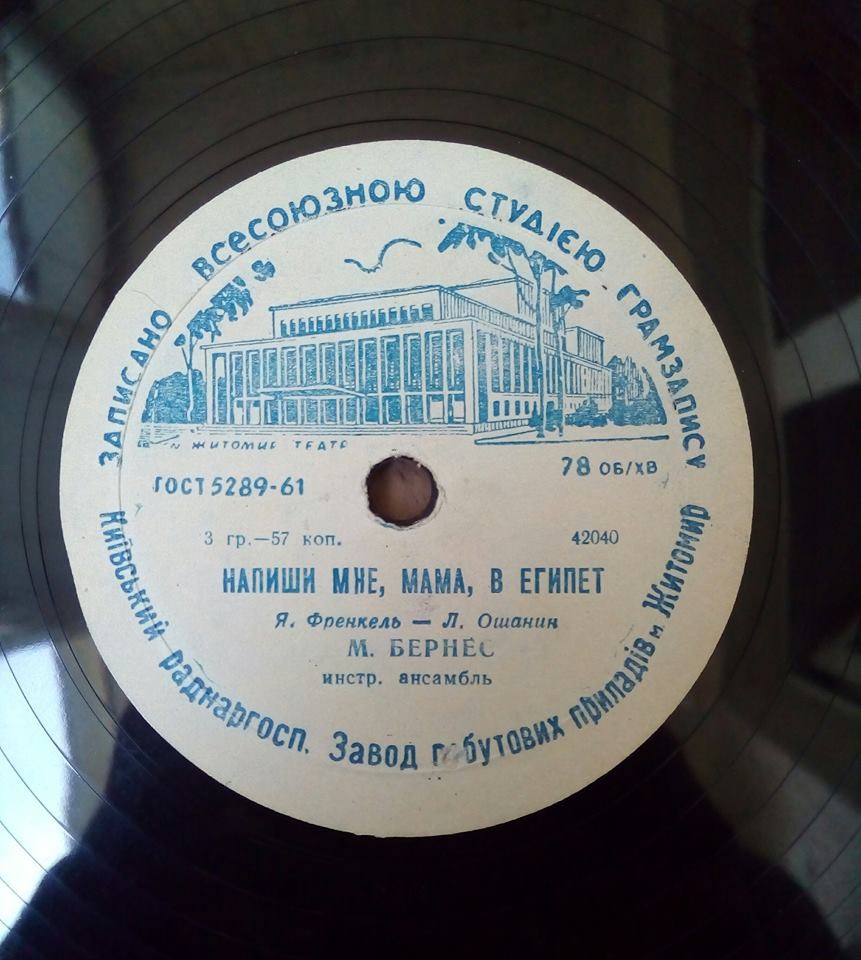 ЗАПИСАНО ВСЕСОЮЗНОЮ СТУДІЄЮ ГРАМЗАПИСУ
ЖИТОМИР ТЕАТР
ГОСТ 5289-61
78 ОБ/ХВ
3 гр.—57 коп.
42040
НАПИШИ МНЕ, МАМА, В ЕГИПЕТ
Я. Френкель — Л. Ошанин
М. БЕРНЕС
инстр. ансамбль
Київський раднаргосп. Завод побутових приладів м. Житомир